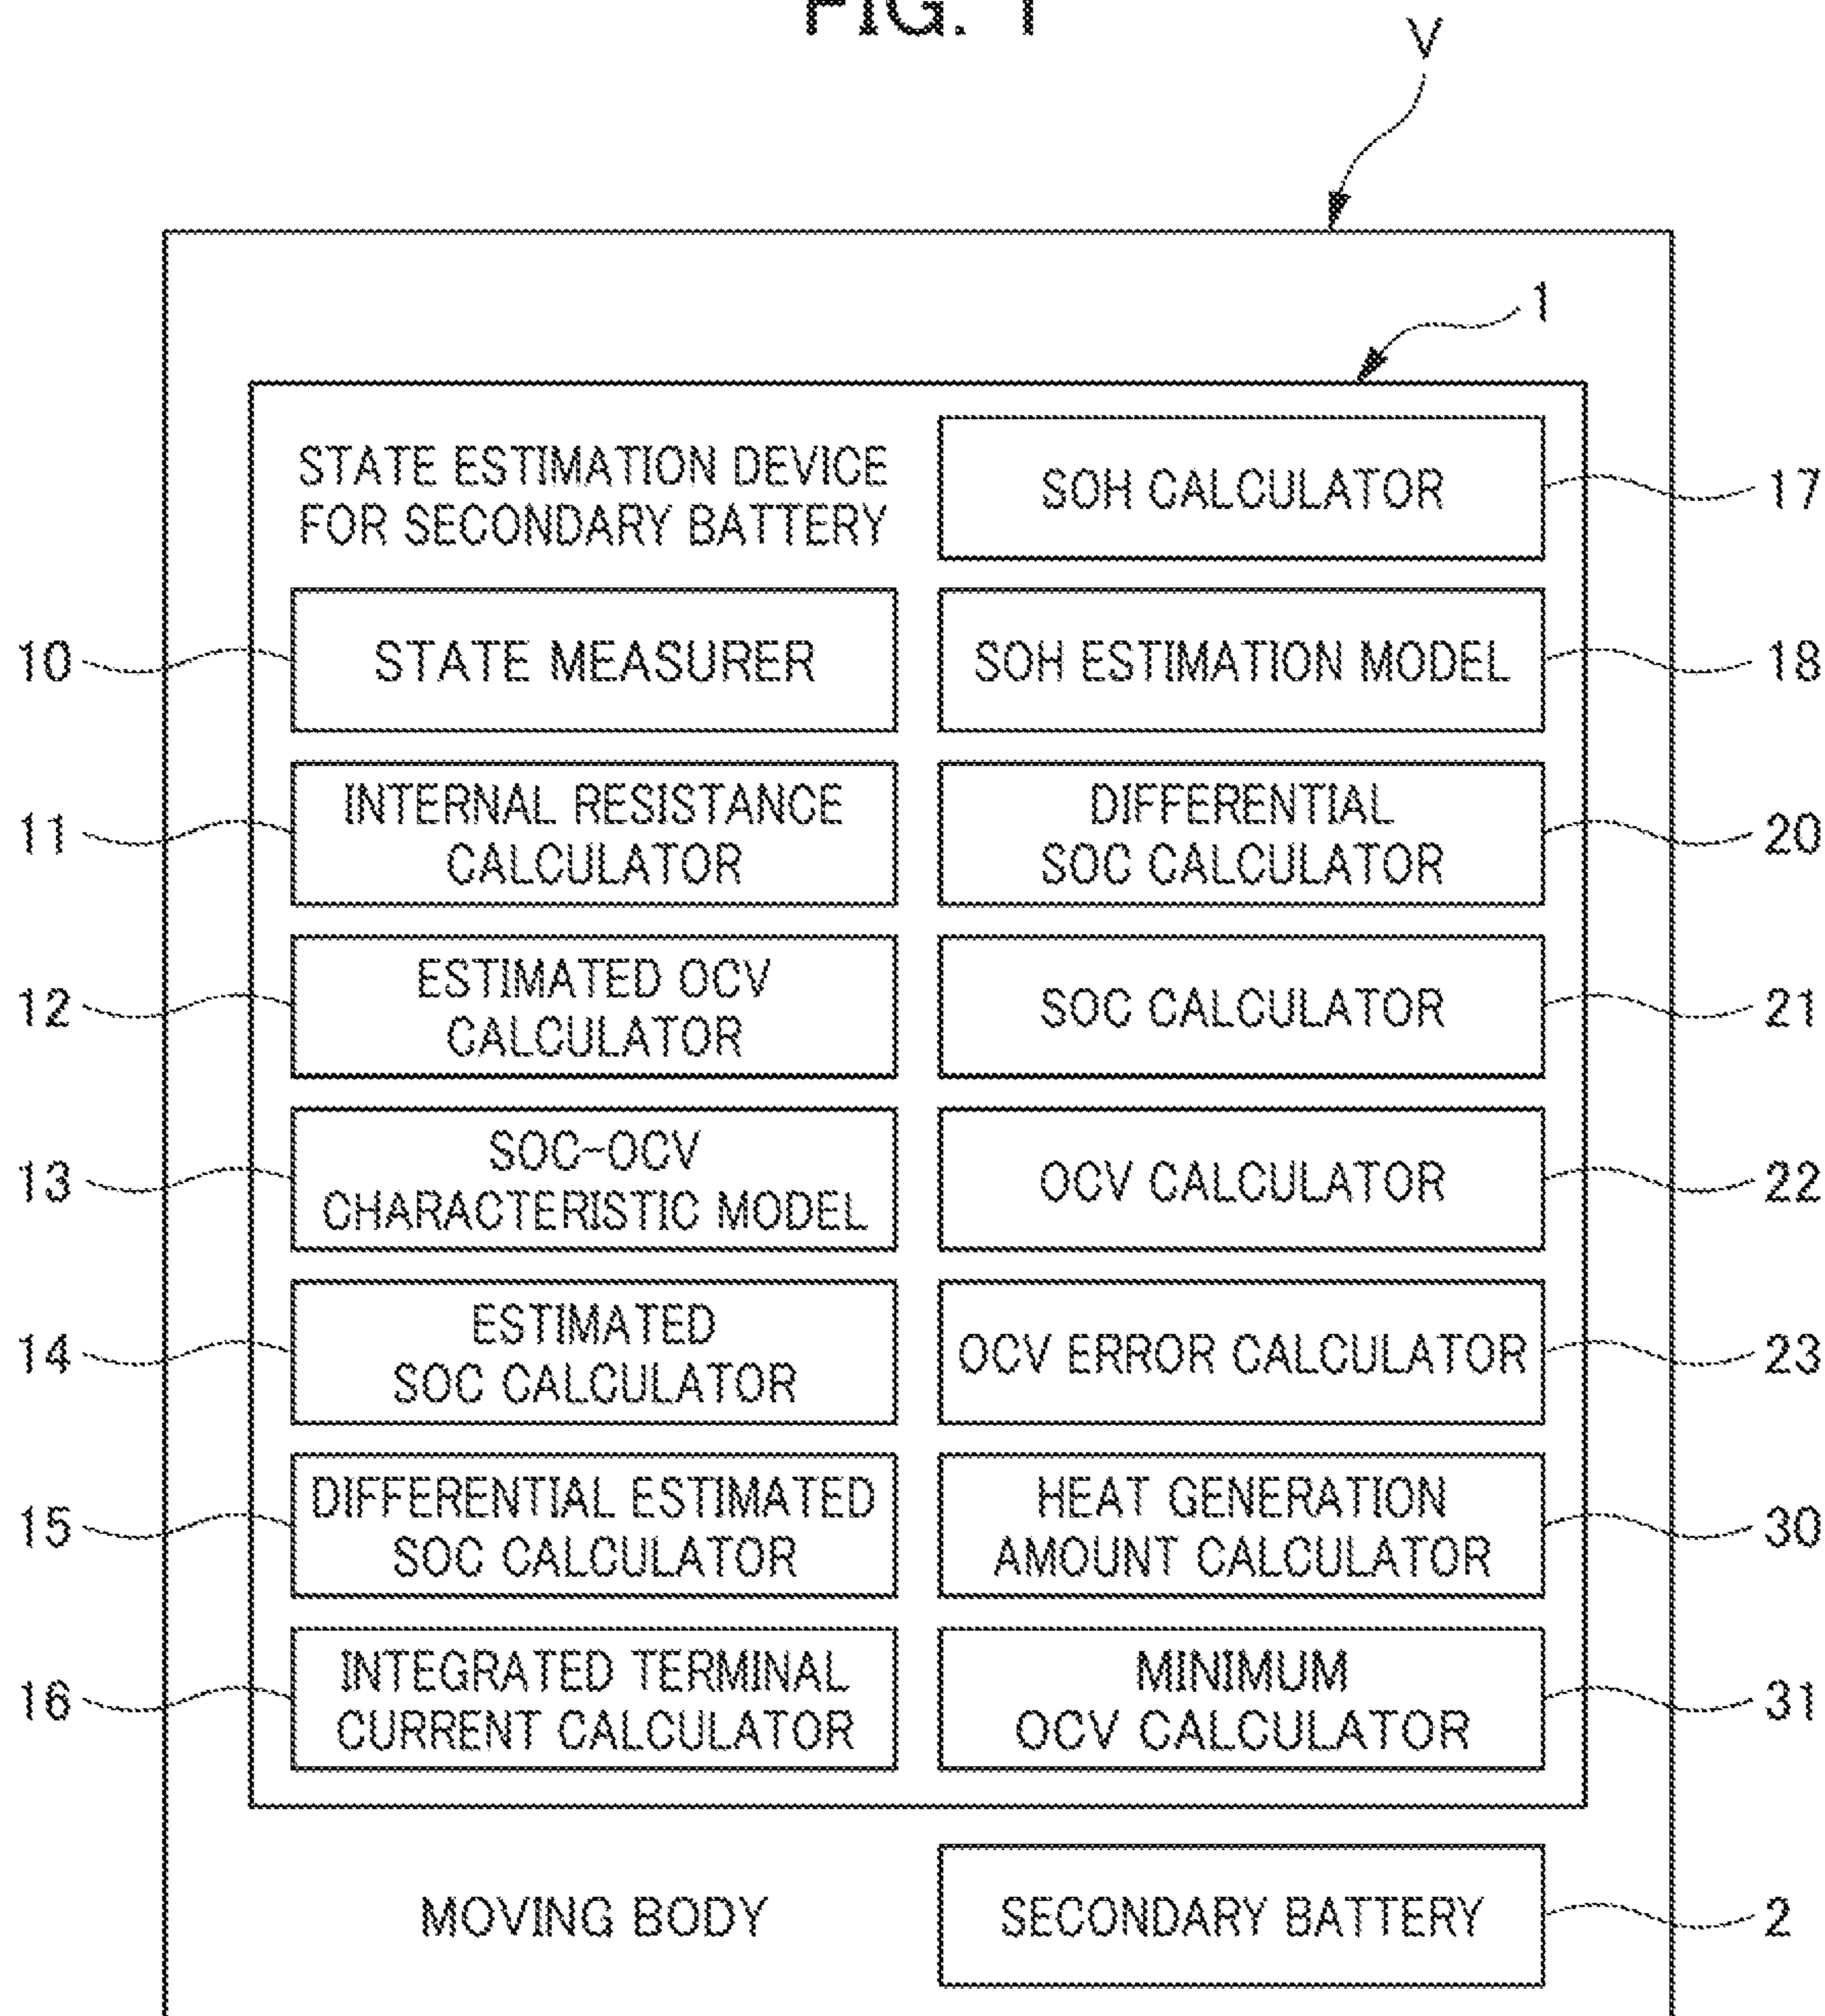 FIG. 1
V
1
STATE ESTIMATION DEVICE
FOR SECONDARY BATTERY
SOH CALCULATOR
17
10
STATE MEASURER
SOH ESTIMATION MODEL
18
11
INTERNAL RESISTANCE
CALCULATOR
DIFFERENTIAL
SOC CALCULATOR
20
12
ESTIMATED OCV
CALCULATOR
SOC CALCULATOR
21
13
SOC-OCV
CHARACTERISTIC MODEL
OCV CALCULATOR
22
14
ESTIMATED
SOC CALCULATOR
OCV ERROR CALCULATOR
23
15
DIFFERENTIAL ESTIMATED
SOC CALCULATOR
HEAT GENERATION
AMOUNT CALCULATOR
30
16
INTEGRATED TERMINAL
CURRENT CALCULATOR
MINIMUM
OCV CALCULATOR
31
MOVING BODY
SECONDARY BATTERY
2